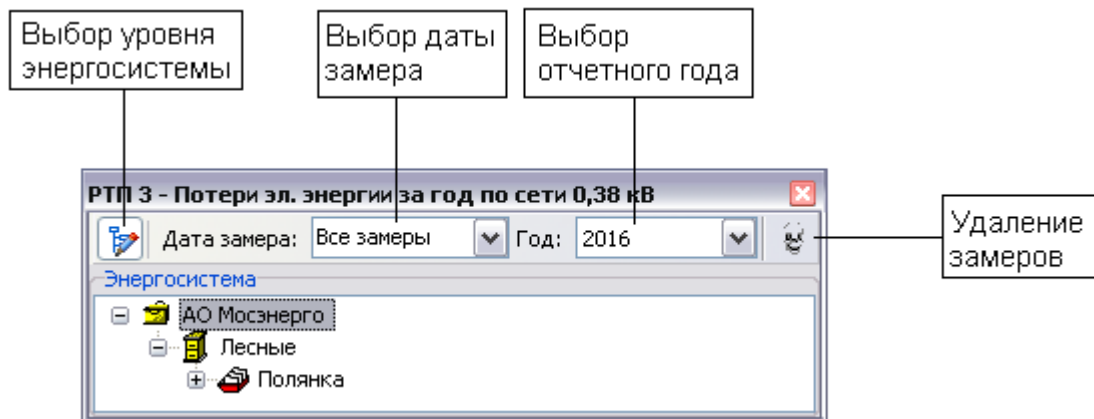 Выбор уровня
энергосистемы
Выбор даты
замера
Выбор
отчетного года
РТП 3 - Потери эл. энергии за год по сети 0,38 кВ
Дата замера: Все замеры Год: 2016
Удаление
замеров
Энергосистема
АО Мосэнерго
Лесные
Полянка